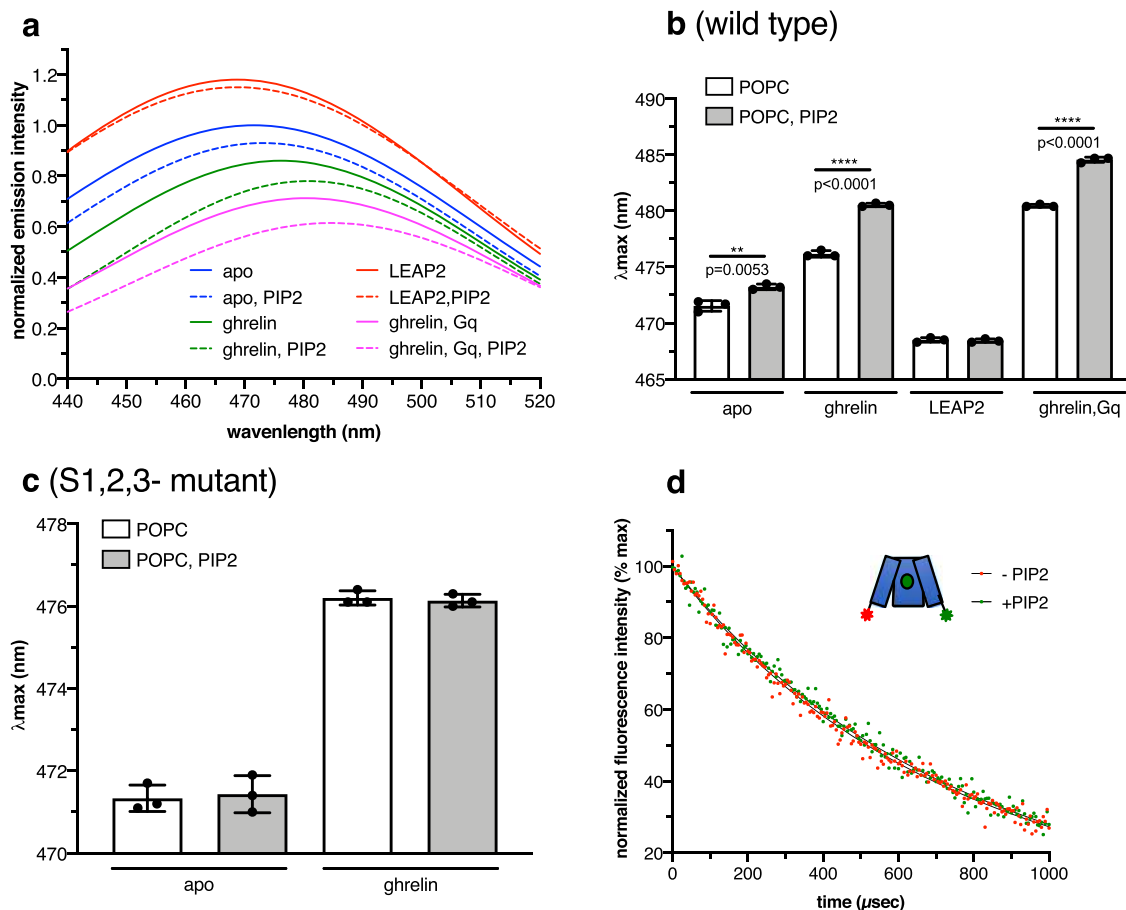 a
normalized emission intensity
1.2
1.0
0.8
0.6
0.4
0.2
0.0
440 450 460 470 480 490 500 510 520
wavenlength (nm)
apo
apo, PIP2
ghrelin
ghrelin, PIP2
LEAP2
LEAP2,PIP2
ghrelin, Gq
ghrelin, Gq, PIP2
b (wild type)
POPC
POPC, PIP2
λmax (nm)
490
485
480
475
470
465
**
p=0.0053
****
p<0.0001
****
p<0.0001
apo ghrelin LEAP2 ghrelin,Gq
c (S1,2,3- mutant)
POPC
POPC, PIP2
λmax (nm)
478
476
474
472
470
apo ghrelin
d
normalized fluorescence intensity (% max)
100
80
60
40
20
0 200 400 600 800 1000
time (µsec)
- PIP2
+PIP2